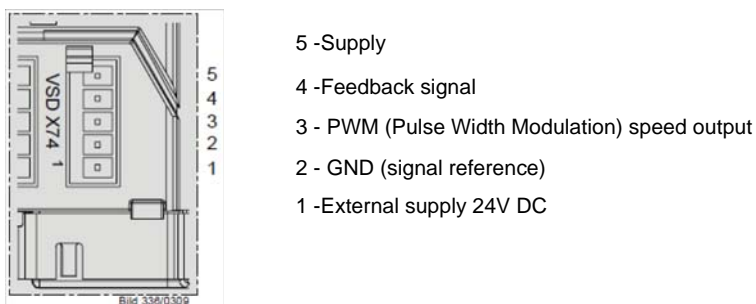 VSD X74 1
5
4
3
2
1
Bild 336/0309
5 -Supply
4 -Feedback signal
3 - PWM (Pulse Width Modulation) speed output
2 - GND (signal reference)
1 -External supply 24V DC